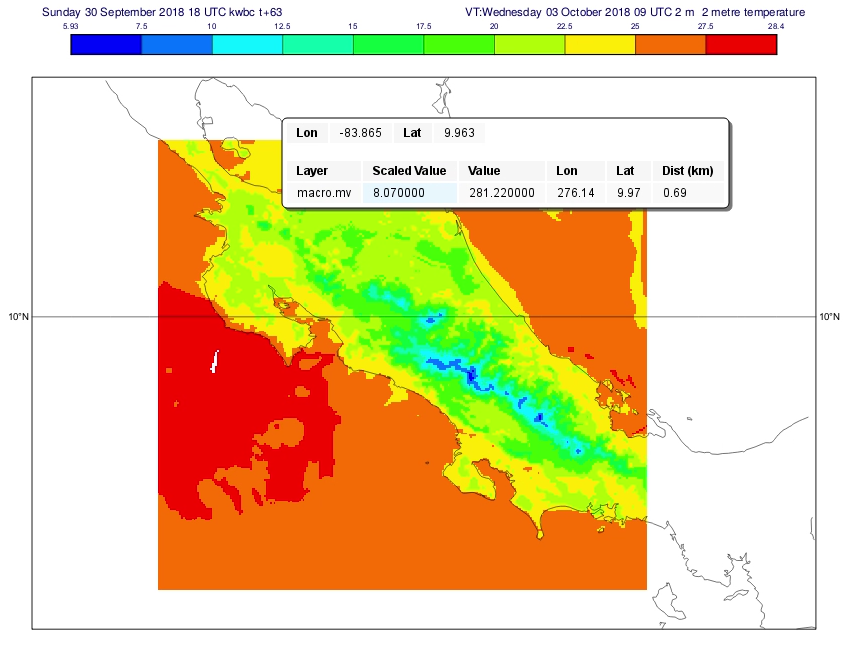 Sunday 30 September 2018 18 UTC kwbc t+63 VT:Wednesday 03 October 2018 09 UTC 2 m 2 metre temperature
5.93 7.5 10 12.5 15 17.5 20 22.5 25 27.5 28.4
Lon -83.865 Lat 9.963
Layer Scaled Value Value Lon Lat Dist (km)
macro.mv 8.070000 281.220000 276.14 9.97 0.69
10°N 10°N